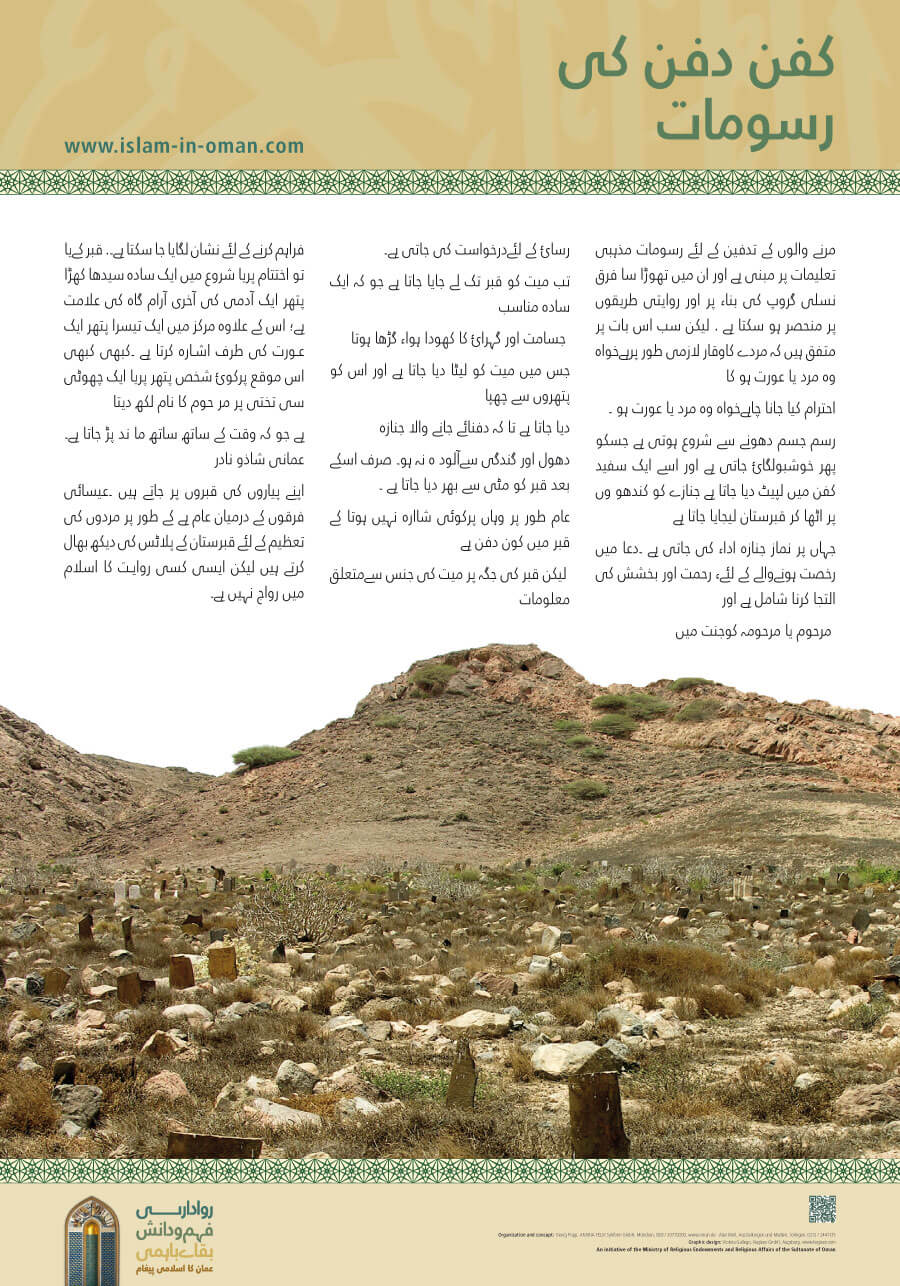 کفن دفن کی
رسومات
www.islam-in-oman.com
مرنے والوں کے تدفین کے لئے رسومات مذہبی
تعلیمات پر مبنی ہے اور ان میں تھوڑا سا فرق
نسلی گروپ کی بناء پر اور روایتی طریقوں
پر منحصر ہو سکتا ہے . لیکن سب اس بات پر
متفق ہیں کہ مردے کاوقار لازمی طور پرہےخواہ
وہ مرد یا عورت ہو کا
احترام کیا جانا چاہےخواہ وہ مرد یا عورت ہو ۔
رسم جسم دھونے سے شروع ہوتی ہے جسکو
پھر خوشبولگائ جاتی ہے اور اسے ایک سفید
کفن میں لپیٹ دیا جاتا ہے جنازے کو کندھو وں
پر اٹھا کر قبرستان لیجایا جاتا ہے
جہاں پر نماز جنازہ اداء کی جاتی ہے ۔دعا میں
رخصت ہونےوالے کے لئے، رحمت اور بخشش کی
التجا کرنا شامل ہے اور
مرحوم یا مرحومہ کوجنت میں
رسائ کے لئےدرخواست کی جاتی ہے۔
تب میت کو قبر تک لے جایا جاتا ہے جو کہ ایک
سادہ مناسب
جسامت اور گہرائ کا کھودا ہواء گڑھا ہوتا
جس میں میت کو لیٹا دیا جاتا ہے اور اس کو
پتھروں سے چھپا
دیا جاتا ہے تا کہ دفنائے جانے والا جنازہ
دھول اور گندگی سےآلود ہ نہ ہو۔ صرف اسکے
بعد قبر کو مٹی سے بھر دیا جاتا ہے ۔
عام طور پر وہاں پرکوئی شاارہ نہیں ہوتا کے
قبر میں کون دفن ہے
لیکن قبر کی جگہ پر میت کی جنس سےمتعلق
معلومات
فراہم کرنے کے لئے نشان لگایا جا سکتا ہے.. قبر کےیا
تو اختتام پریا شروع میں ایک سادہ سیدھا کھڑا
پتھر ایک آدمی کی آخری آرام گاہ کی علامت
ہے؛ اس کے علاوہ مرکز میں ایک تیسرا پتھر ایک
عورت کی طرف اشارہ کرتا ہے ۔کبھی کبھی
اس موقع پرکوئ شخص پتھر پریا ایک چھوٹی
سی تختی پر مر حوم کا نام لکھ دیتا
ہے جو کہ وقت کے ساتھ ساتھ ما ند پڑ جاتا ہے۔
عمانی شاذو نادر
اپنے پیاروں کی قبروں پر جاتے ہیں ۔عیسائی
فرقوں کے درمیان عام ہے کے طور پر مردوں کی
تعظیم کے لئے قبرستان کے پلاٹس کی دیکھ بھال
کرتے ہیں لیکن ایسی کسی روایت کا اسلام
میں رواج نہیں ہے۔
رواداری
فہم ودانش
بقائے باہمی
عمان کا اسلامی پیغام
An initiative of the Ministry of Religious Endowments and Religious Affairs of the Sultanate of Oman